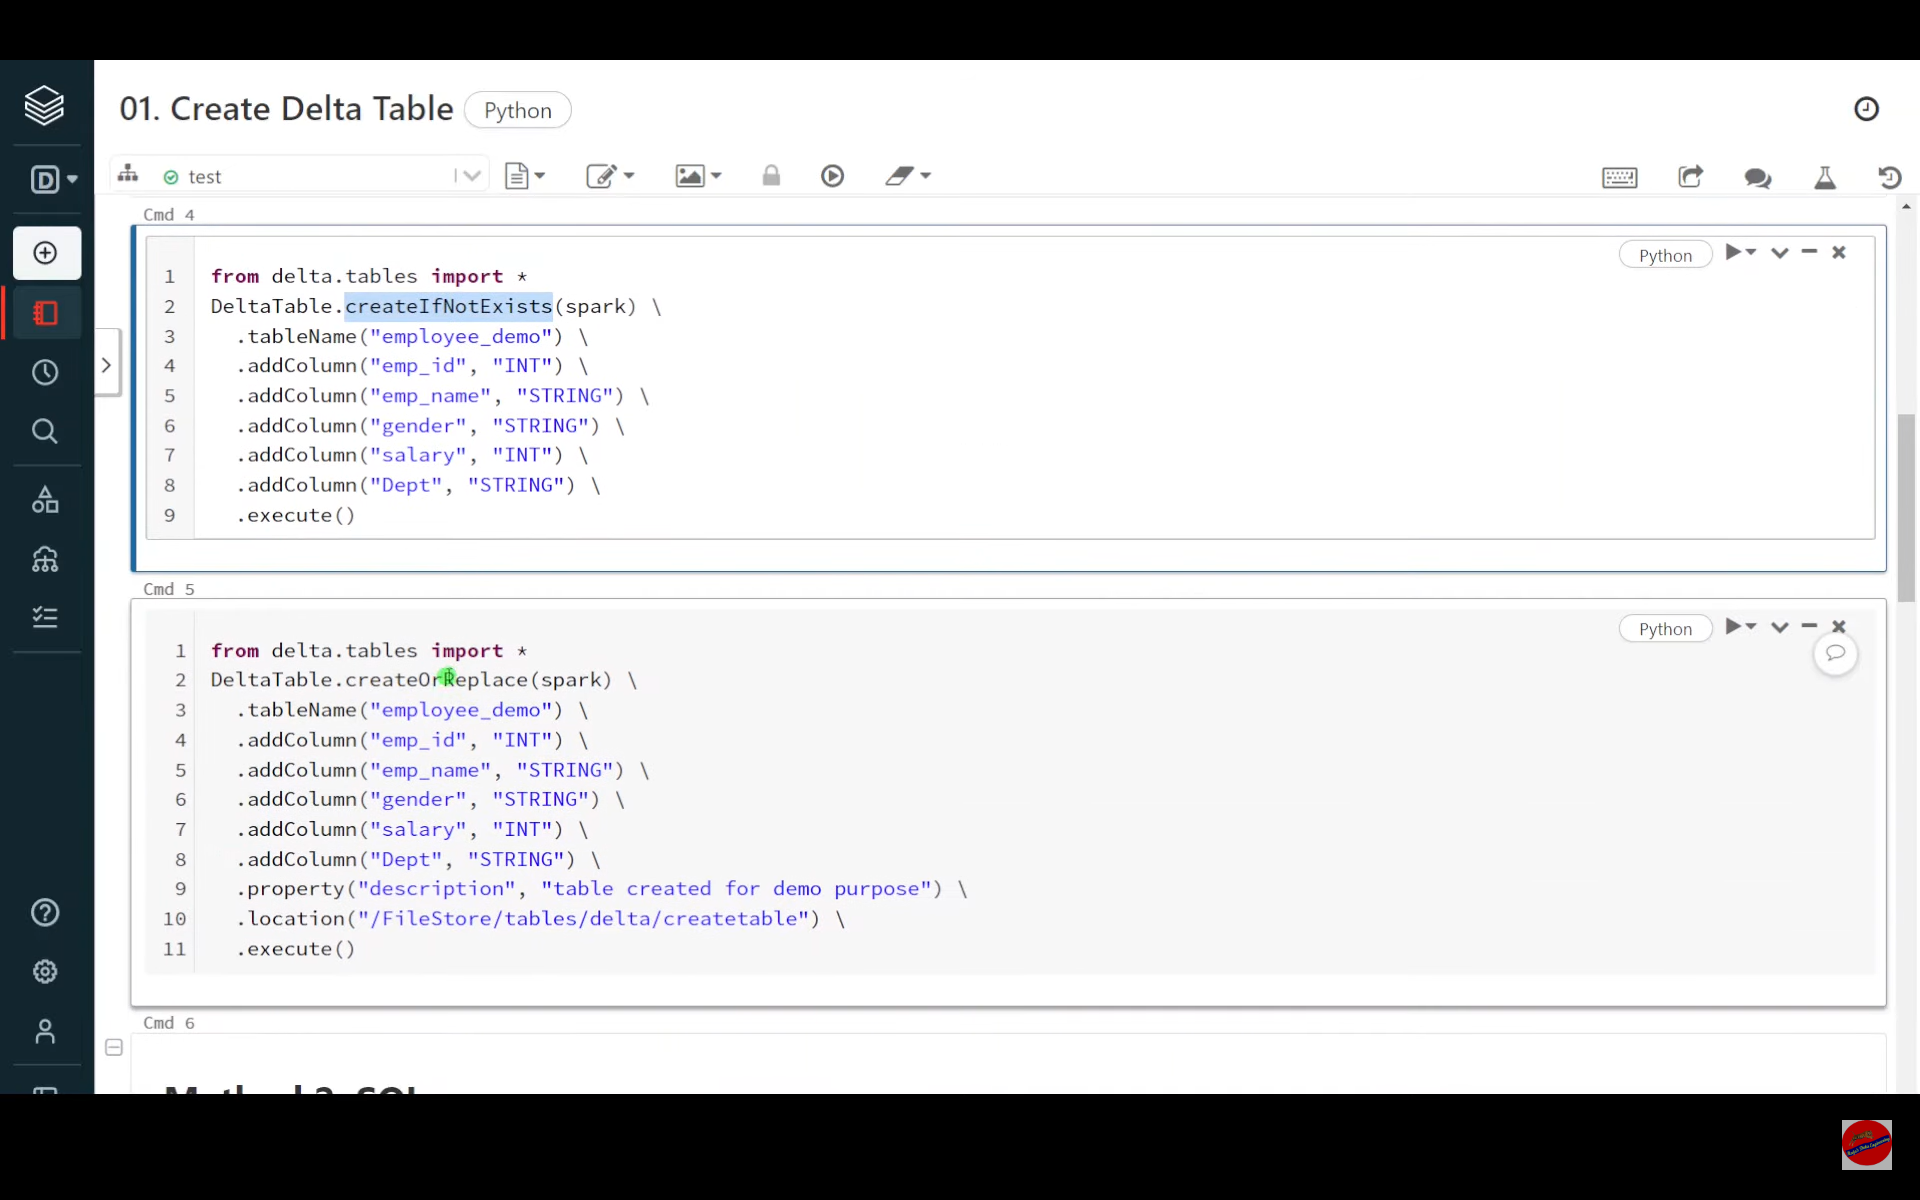 01. Create Delta Table Python
test
Cmd 4
Python
1 from delta.tables import *
2 DeltaTable.createIfNotExists(spark) \
3 .tableName("employee_demo") \
4 .addColumn("emp_id", "INT") \
5 .addColumn("emp_name", "STRING") \
6 .addColumn("gender", "STRING") \
7 .addColumn("salary", "INT") \
8 .addColumn("Dept", "STRING") \
9 .execute()
Cmd 5
Python
1 from delta.tables import *
2 DeltaTable.createOrReplace(spark) \
3 .tableName("employee_demo") \
4 .addColumn("emp_id", "INT") \
5 .addColumn("emp_name", "STRING") \
6 .addColumn("gender", "STRING") \
7 .addColumn("salary", "INT") \
8 .addColumn("Dept", "STRING") \
9 .property("description", "table created for demo purpose") \
10 .location("/FileStore/tables/delta/createtable") \
11 .execute()
Cmd 6
Method 2: SQL